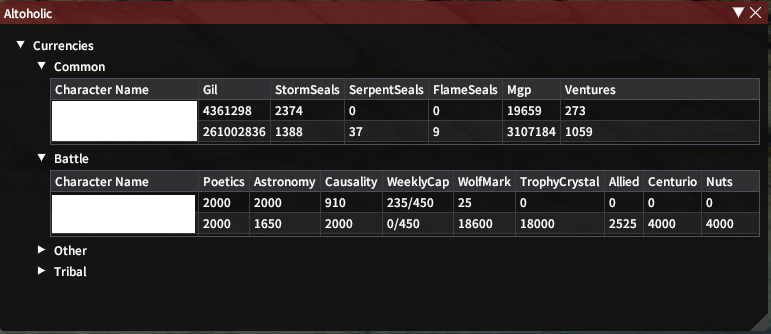 Altoholic
Currencies
Common
Character Name Gil StormSeals SerpentSeals FlameSeals Mgp Ventures
4361298 2374 0 0 19659 273
261002836 1388 37 9 3107184 1059
Battle
Character Name Poetics Astronomy Causality WeeklyCap WolfMark TrophyCrystal Allied Centurio Nuts
2000 2000 910 235/450 25 0 0 0 0
2000 1650 2000 0/450 18600 18000 2525 4000 4000
Other
Tribal